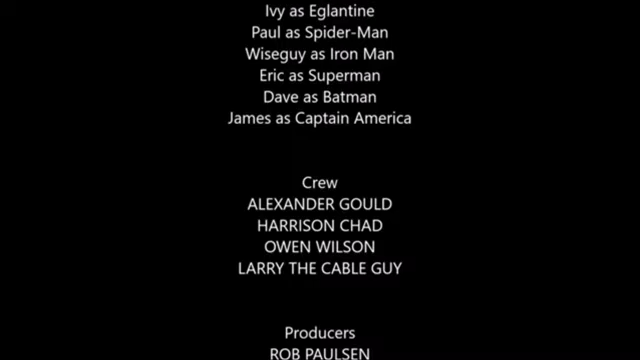 Ivy as Eglantine
Paul as Spider-Man
Wiseguy as Iron Man
Eric as Superman
Dave as Batman
James as Captain America
Crew
ALEXANDER GOULD
HARRISON CHAD
OWEN WILSON
LARRY THE CABLE GUY
Producers
ROB PAULSEN